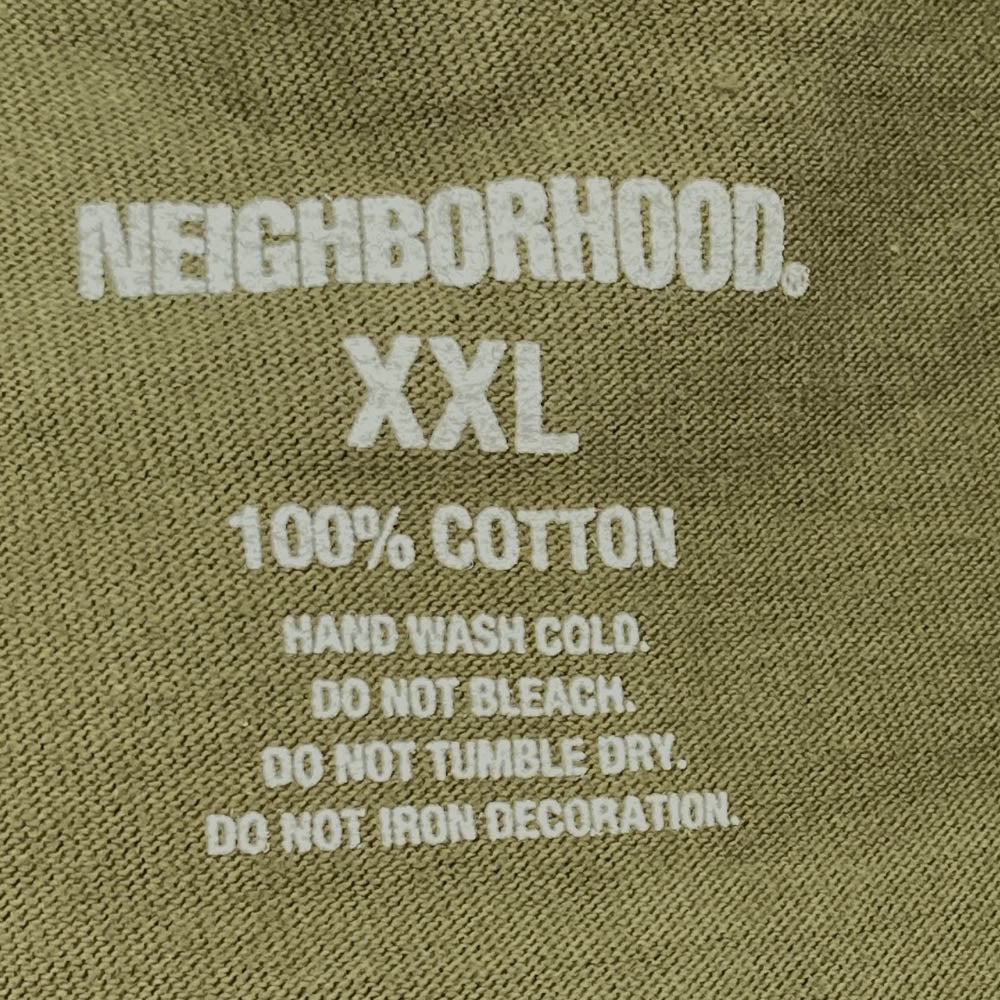 NEIGHBORHOOD®
XXL
100% COTTON
HAND WASH COLD.
DO NOT BLEACH.
DO NOT TUMBLE DRY.
DO NOT IRON DECORATION.